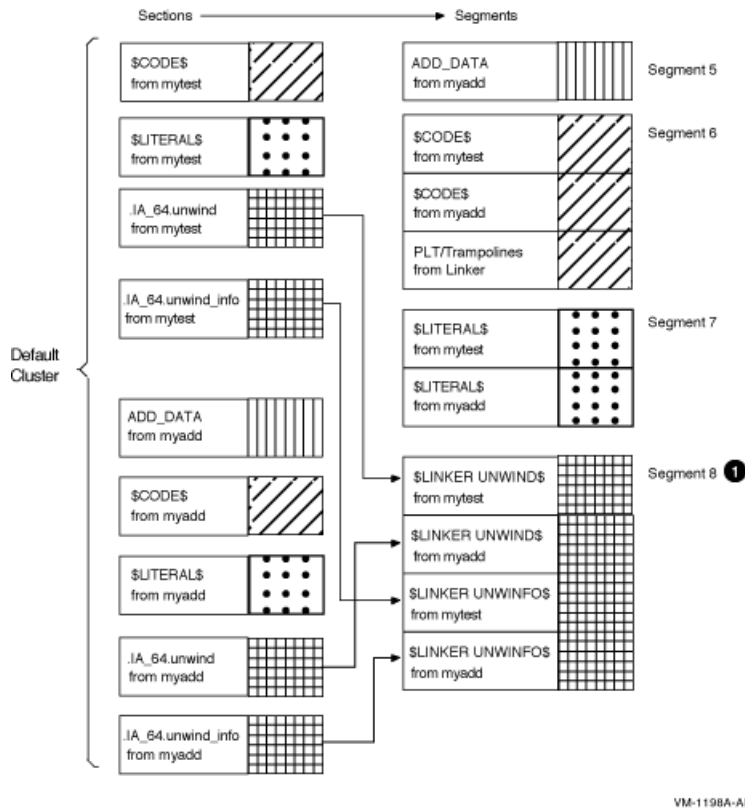 Sections
Segments
Default
Cluster
$CODE$
from mytest
$LITERAL$
from mytest
.IA_64.unwind
from mytest
.IA_64.unwind_info
from mytest
ADD_DATA
from myadd
$CODE$
from myadd
$LITERAL$
from myadd
.IA_64.unwind
from myadd
.IA_64.unwind_info
from myadd
ADD_DATA
from myadd
Segment 5
$CODE$
from mytest
Segment 6
$CODE$
from myadd
PLT/Trampolines
from Linker
$LITERAL$
from mytest
Segment 7
$LITERAL$
from myadd
$LINKER UNWIND$
from mytest
Segment 8 1
$LINKER UNWIND$
from myadd
$LINKER UNWINFO$
from mytest
$LINKER UNWINFO$
from myadd